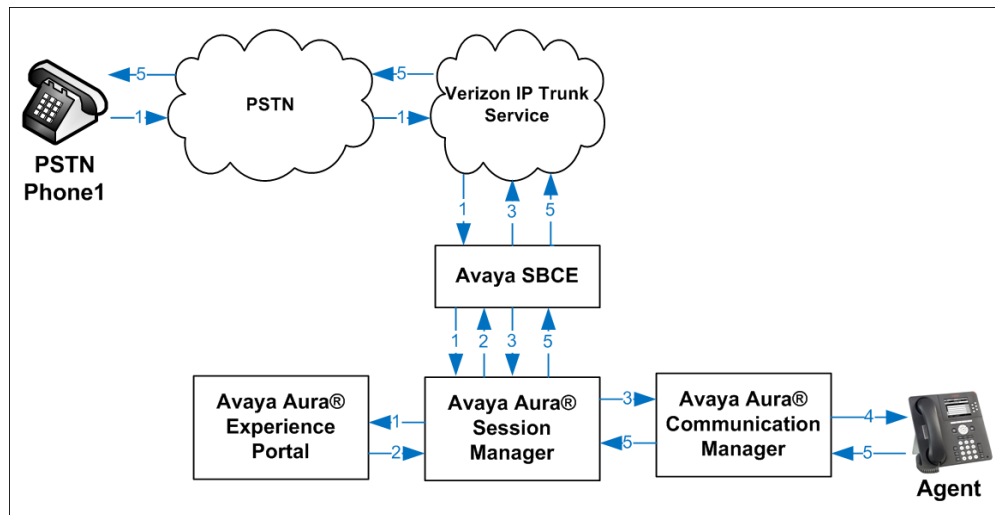 5
5
PSTN
Verizon IP Trunk
Service
1
1
PSTN
Phone1
1
3
5
Avaya SBCE
1
2
3
5
Avaya Aura®
Experience
Portal
1
2
Avaya Aura®
Session
Manager
3
5
Avaya Aura®
Communication
Manager
4
5
Agent